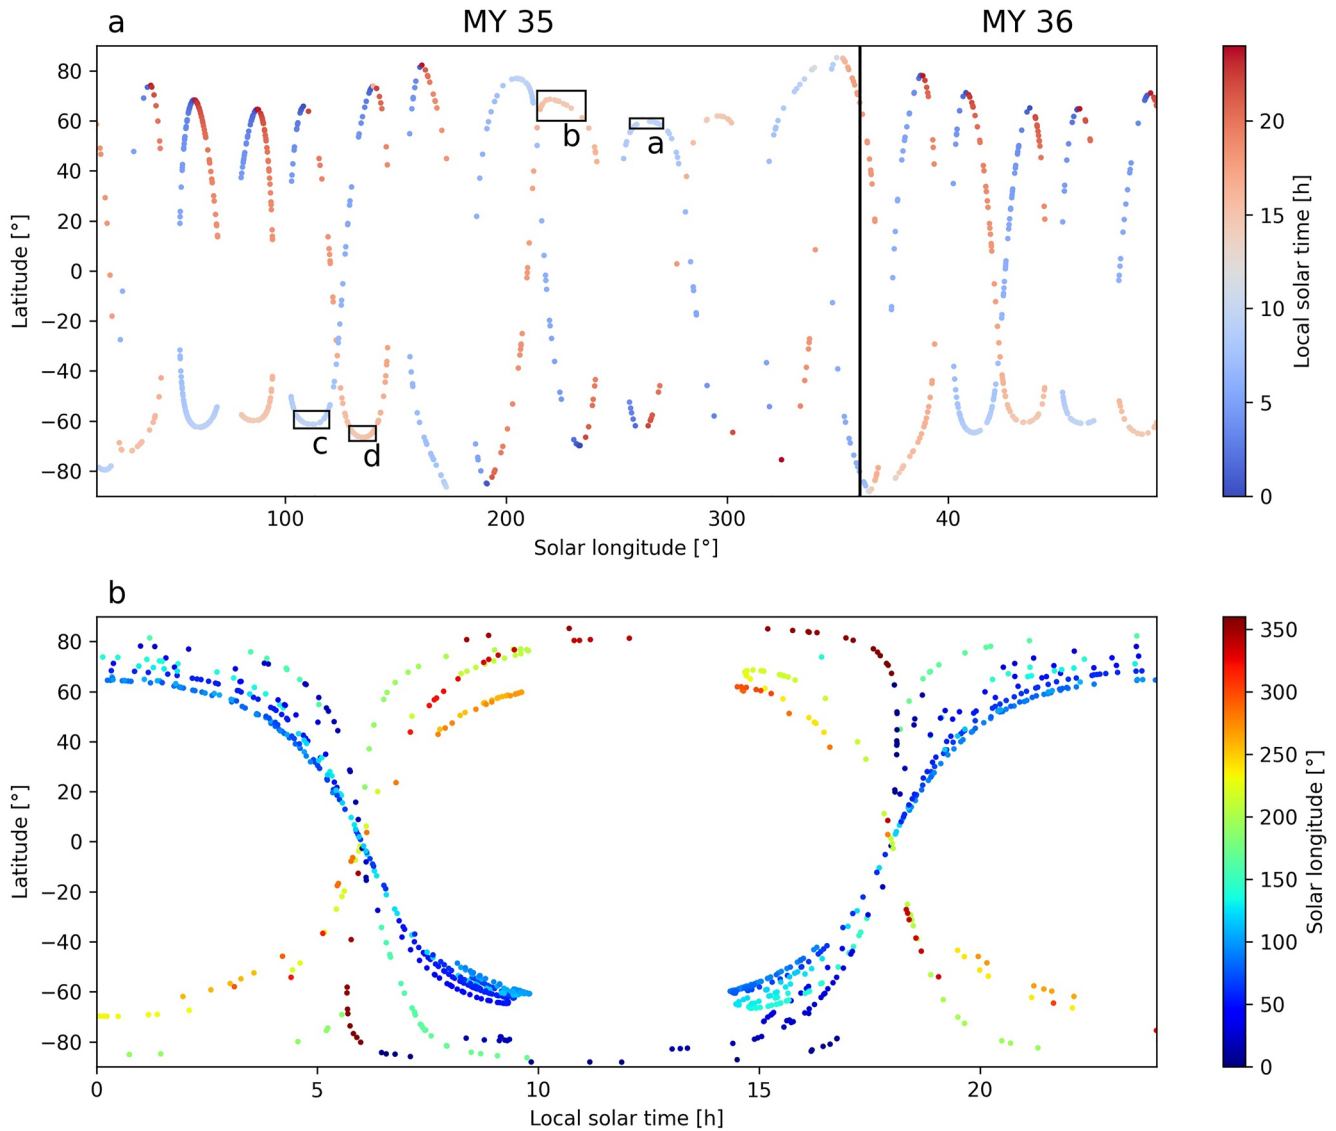 a MY 35 MY 36
80
60
40
20
0
−20
−40
−60
−80
Latitude [°]
b
a
c
d
100 200 300 40
Solar longitude [°]
20
15
10
5
0
Local solar time [h]
b
80
60
40
20
0
−20
−40
−60
−80
Latitude [°]
0 5 10 15 20
Local solar time [h]
350
300
250
200
150
100
50
0
Solar longitude [°]